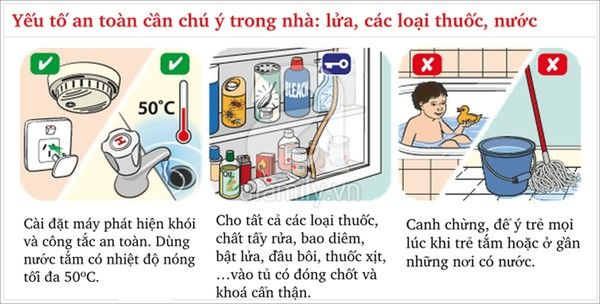 Yếu tố an toàn cần chú ý trong nhà: lửa, các loại thuốc, nước
50°C
H
BLEACH
OIL
family.vn
Cài đặt máy phát hiện khói
và công tắc an toàn. Dùng
nước tắm có nhiệt độ nóng
tối đa 50ºC.
Cho tất cả các loại thuốc,
chất tẩy rửa, bao diêm,
bật lửa, đầu bôi, thuốc xịt,
...vào tủ có đóng chốt và
khoá cẩn thận.
Canh chừng, để ý trẻ mọi
lúc khi trẻ tắm hoặc ở gần
những nơi có nước.